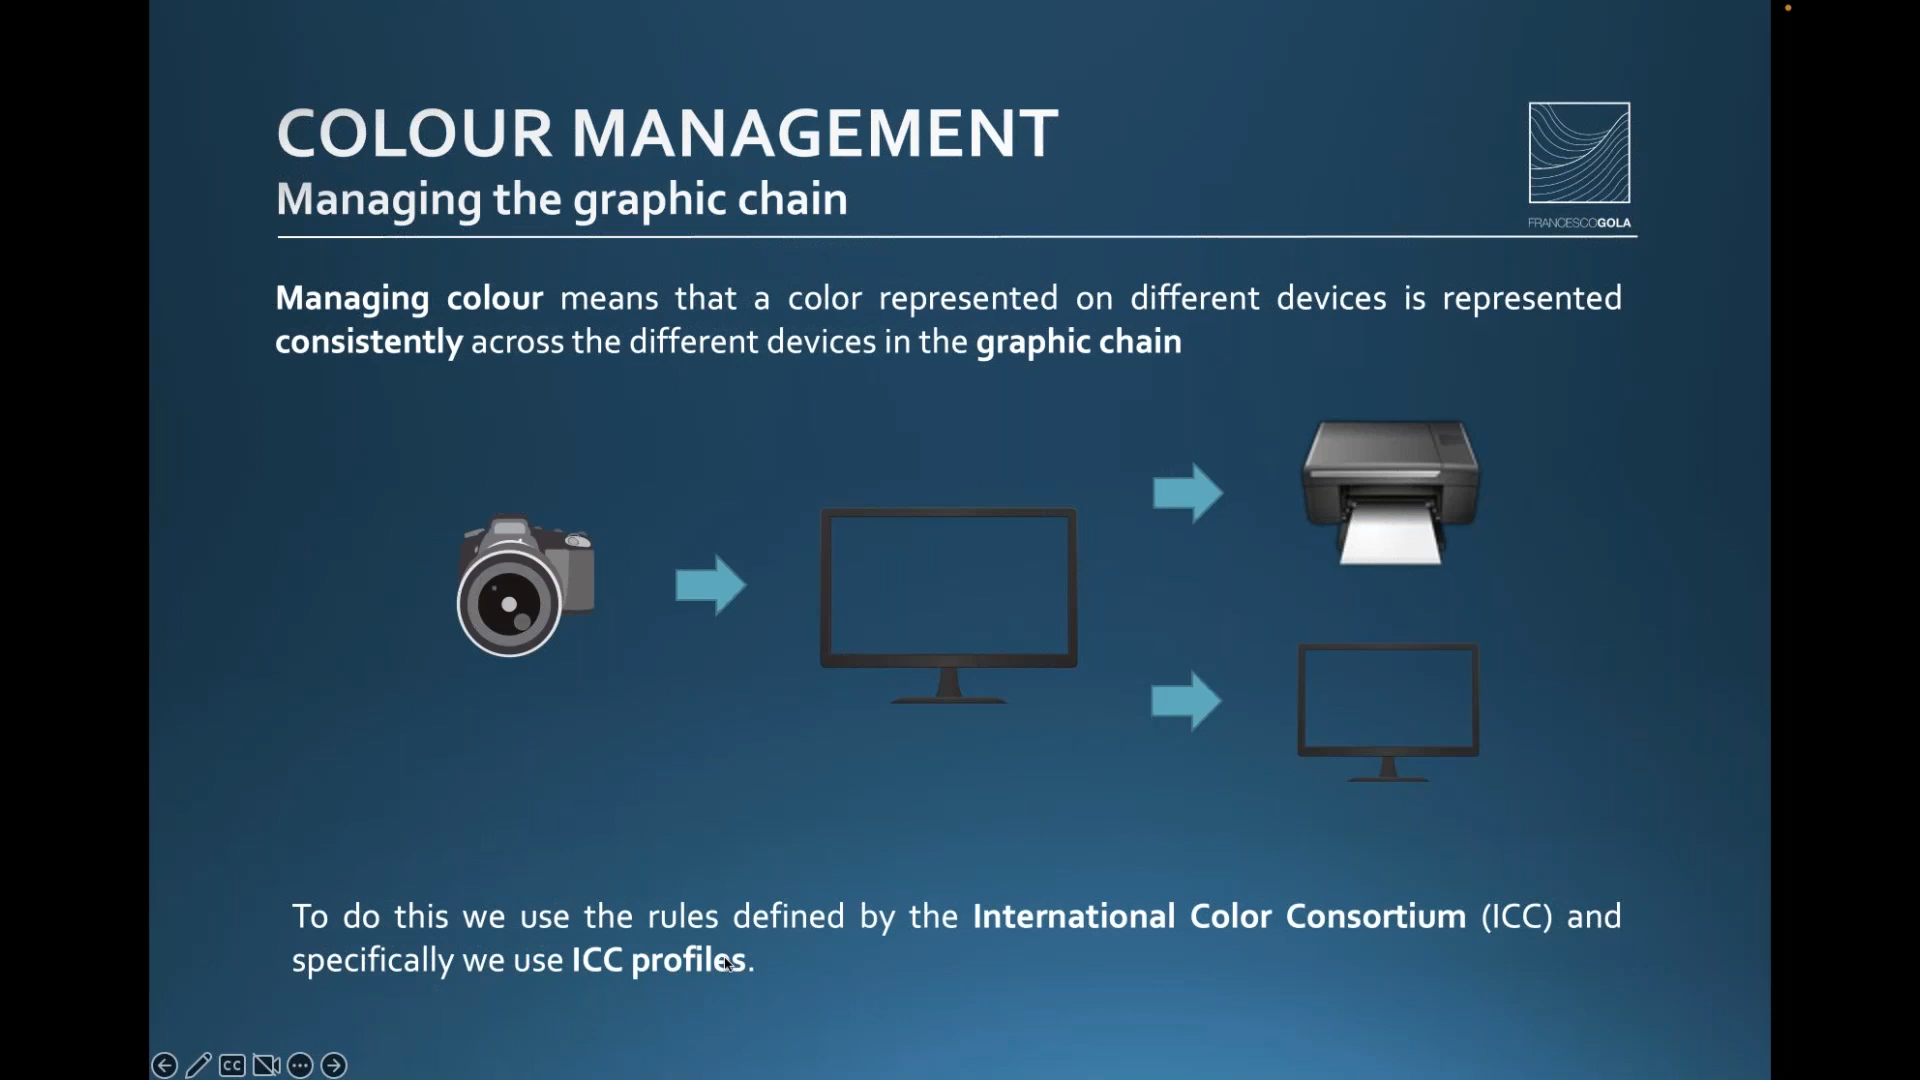 COLOUR MANAGEMENT
Managing the graphic chain
FRANCESCOGOLA
Managing colour means that a color represented on different devices is represented
consistently across the different devices in the graphic chain
To do this we use the rules defined by the International Color Consortium (ICC) and
specifically we use ICC profiles.
CC